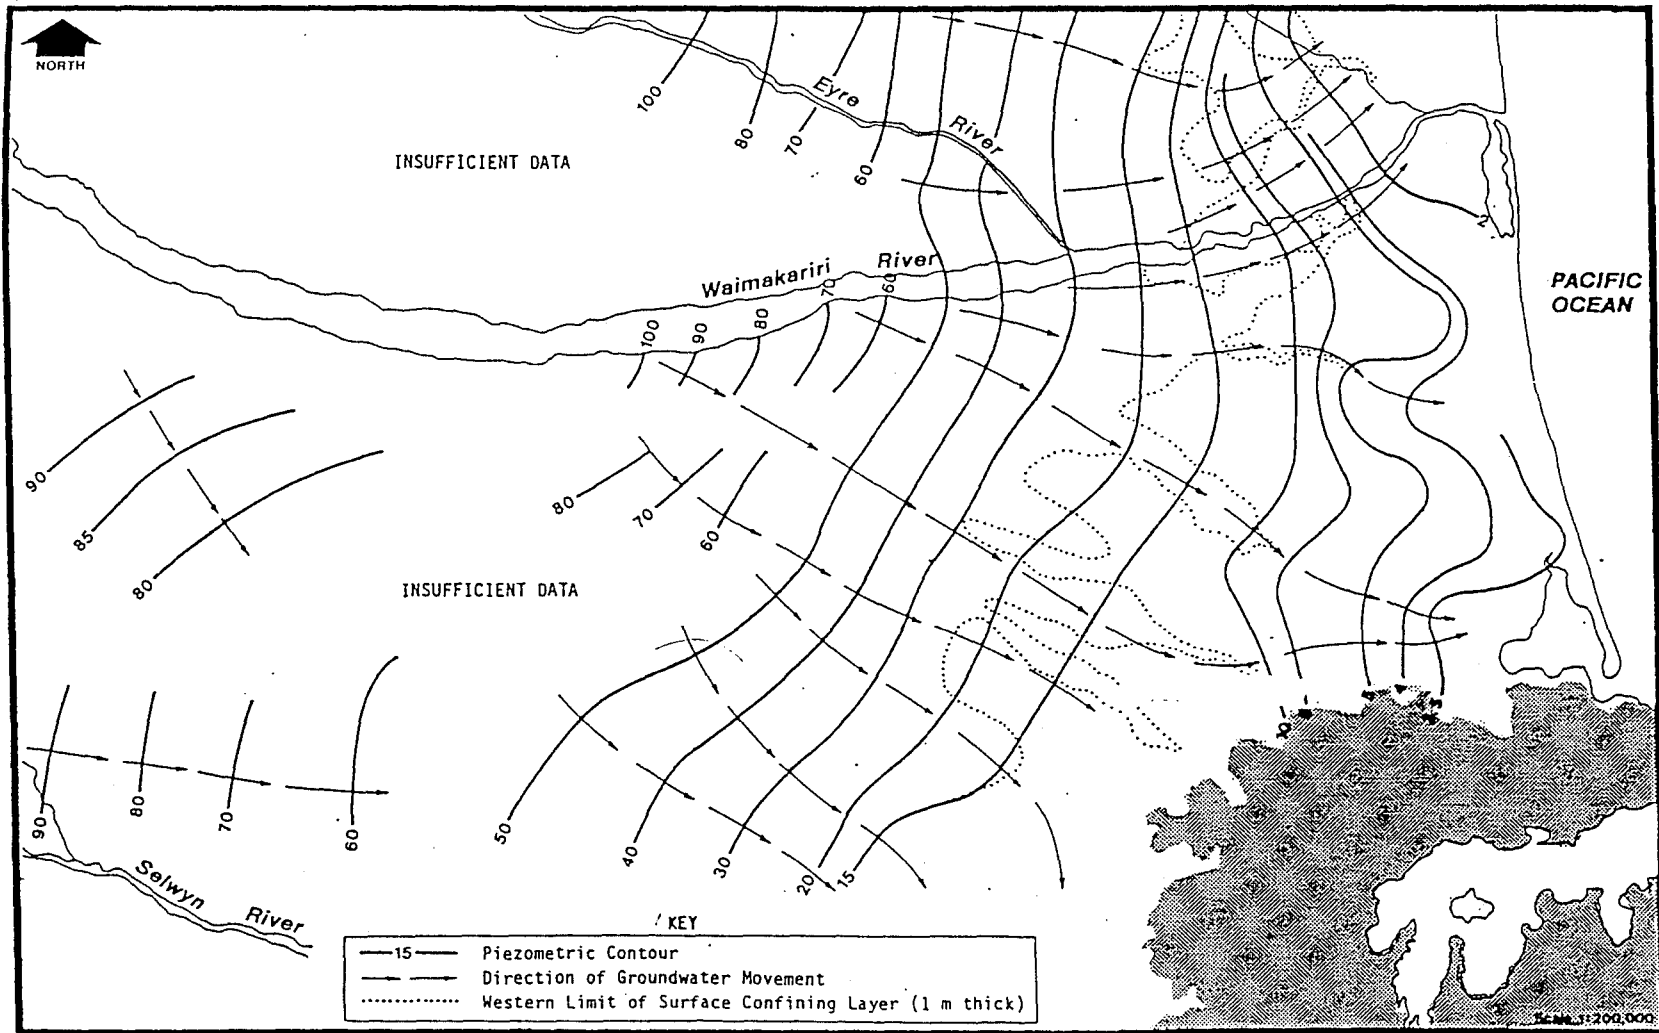 NORTH
100
80
70
60
Eyre
River
INSUFFICIENT DATA
2
Waimakariri River
70
60
100
90
80
PACIFIC
OCEAN
90
85
80
80
70
60
INSUFFICIENT DATA
90
80
70
60
50
40
30
20
15
10
3
Selwyn
River
KEY
15 Piezometric Contour
Direction of Groundwater Movement
Western Limit of Surface Confining Layer (1 m thick)
Scale 1:200,000